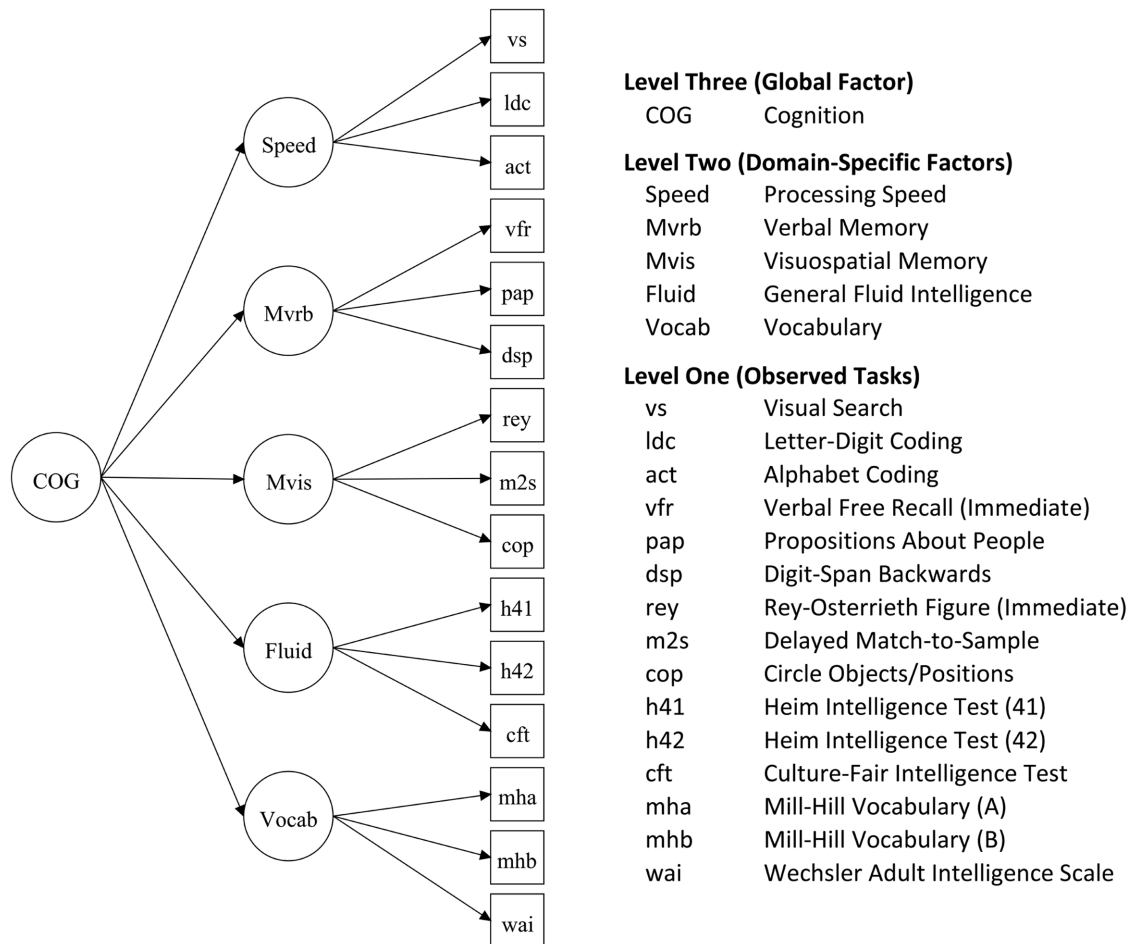 COG
Speed
Mvrb
Mvis
Fluid
Vocab
vs
ldc
act
vfr
pap
dsp
rey
m2s
cop
h41
h42
cft
mha
mhb
wai
Level Three (Global Factor)
COG Cognition
Level Two (Domain-Specific Factors)
Speed Processing Speed
Mvrb Verbal Memory
Mvis Visuospatial Memory
Fluid General Fluid Intelligence
Vocab Vocabulary
Level One (Observed Tasks)
vs Visual Search
ldc Letter-Digit Coding
act Alphabet Coding
vfr Verbal Free Recall (Immediate)
pap Propositions About People
dsp Digit-Span Backwards
rey Rey-Osterrieth Figure (Immediate)
m2s Delayed Match-to-Sample
cop Circle Objects/Positions
h41 Heim Intelligence Test (41)
h42 Heim Intelligence Test (42)
cft Culture-Fair Intelligence Test
mha Mill-Hill Vocabulary (A)
mhb Mill-Hill Vocabulary (B)
wai Wechsler Adult Intelligence Scale